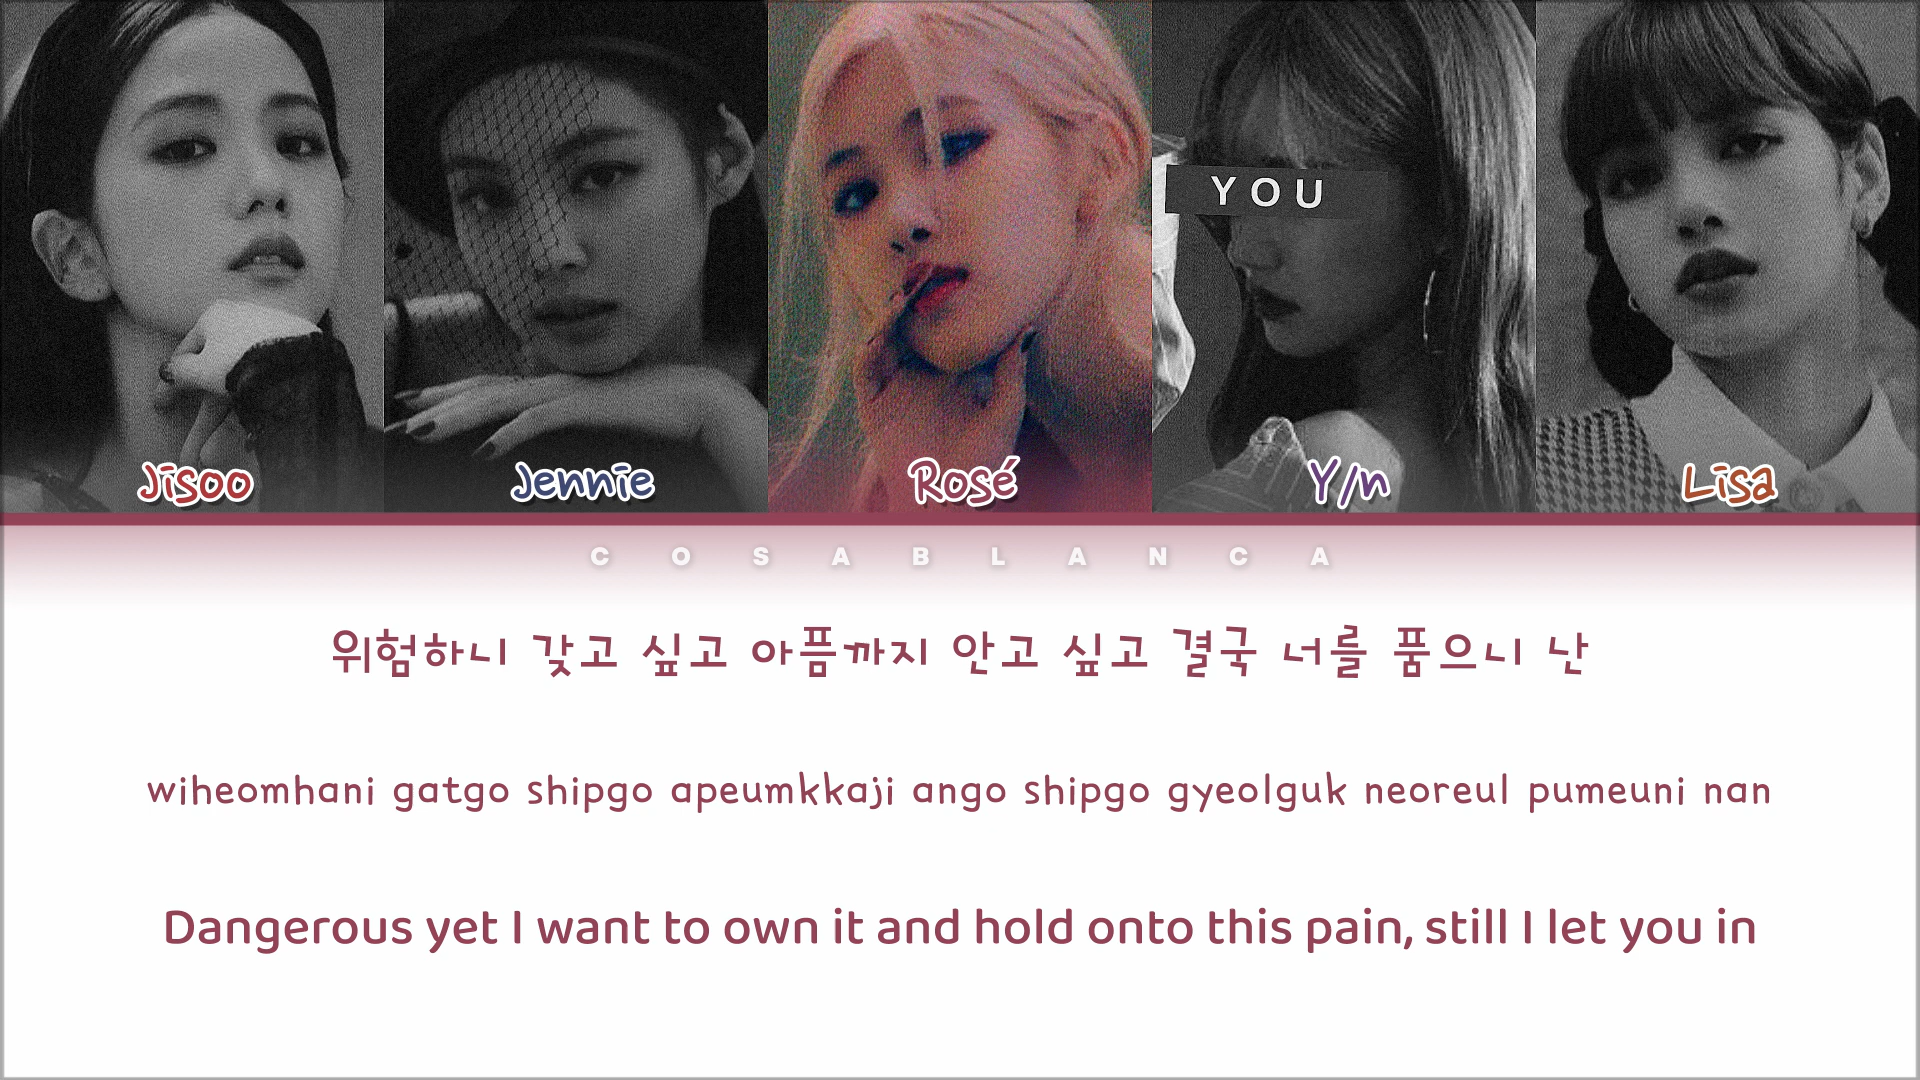 YOU
Jisoo
Jennie
Rosé
Y/n
Lisa
COSABLANCA
위험하니 갖고 싶고 아픔까지 안고 싶고 결국 너를 품으니 난
wiheomhani gatgo shipgo apeumkkaji ango shipgo gyeolguk neoreul pumeuni nan
Dangerous yet I want to own it and hold onto this pain, still I let you in